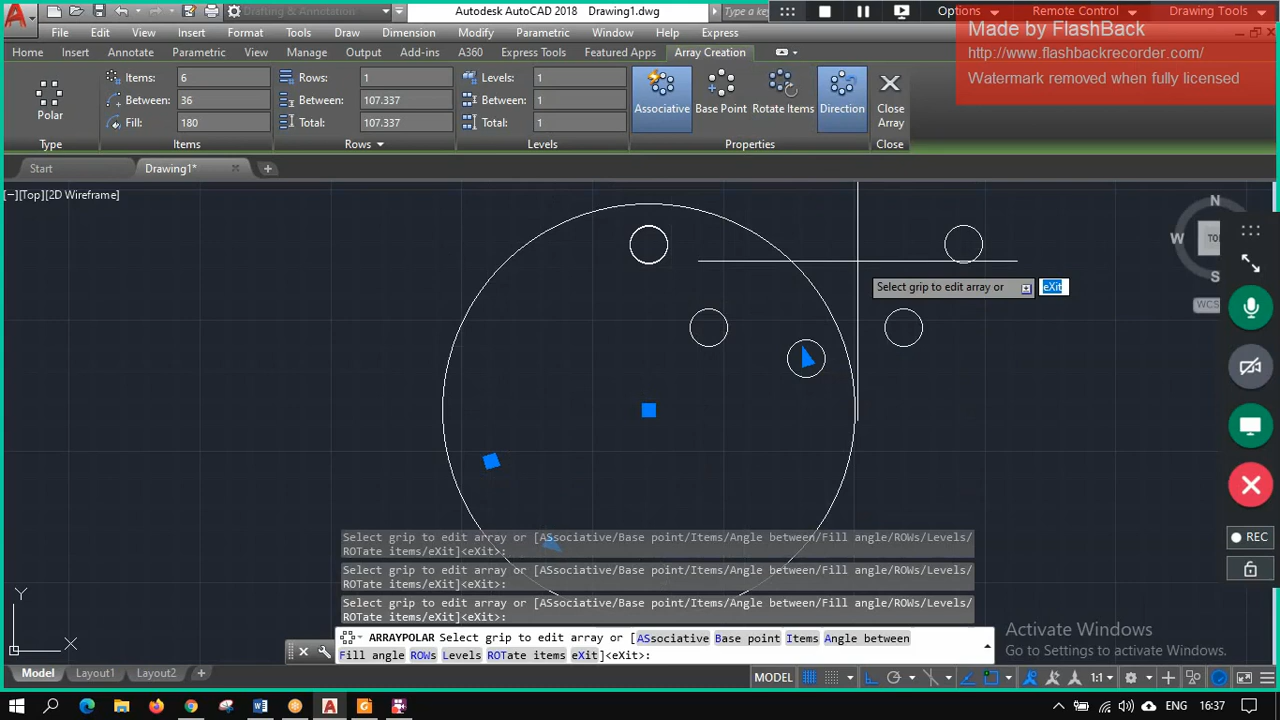 Drafting & Annotation
Autodesk AutoCAD 2018 Drawing1.dwg
Type a key
Options
Remote Control
Drawing Tools
Made by FlashBack
http://www.flashbackrecorder.com/
Watermark removed when fully licensed
File Edit View Insert Format Tools Draw Dimension Modify Parametric Window Help Express
Home Insert Annotate Parametric View Manage Output Add-ins A360 Express Tools Featured Apps Array Creation
Polar
Type
Items: 6
Between: 36
Fill: 180
Items
Rows: 1
Between: 107.337
Total: 107.337
Rows
Levels: 1
Between: 1
Total: 1
Levels
Associative Base Point Rotate Items Direction
Properties
Close Array
Close
Start
Drawing1*
[−][Top][2D Wireframe]
N
W
S
WCS
Select grip to edit array or
eXit
Select grip to edit array or [ASsociative/Base point/Items/Angle between/Fill angle/ROWs/Levels/
ROTate items/eXit]<eXit>:
Select grip to edit array or [ASsociative/Base point/Items/Angle between/Fill angle/ROWs/Levels/
ROTate items/eXit]<eXit>:
Select grip to edit array or [ASsociative/Base point/Items/Angle between/Fill angle/ROWs/Levels/
ROTate items/eXit]<eXit>:
ARRAYPOLAR Select grip to edit array or [ASsociative Base point Items Angle between
Fill angle ROWs Levels ROTate items eXit]<eXit>:
Y
X
REC
Activate Windows
Go to Settings to activate Windows.
Model Layout1 Layout2
MODEL
1:1
ENG
16:37